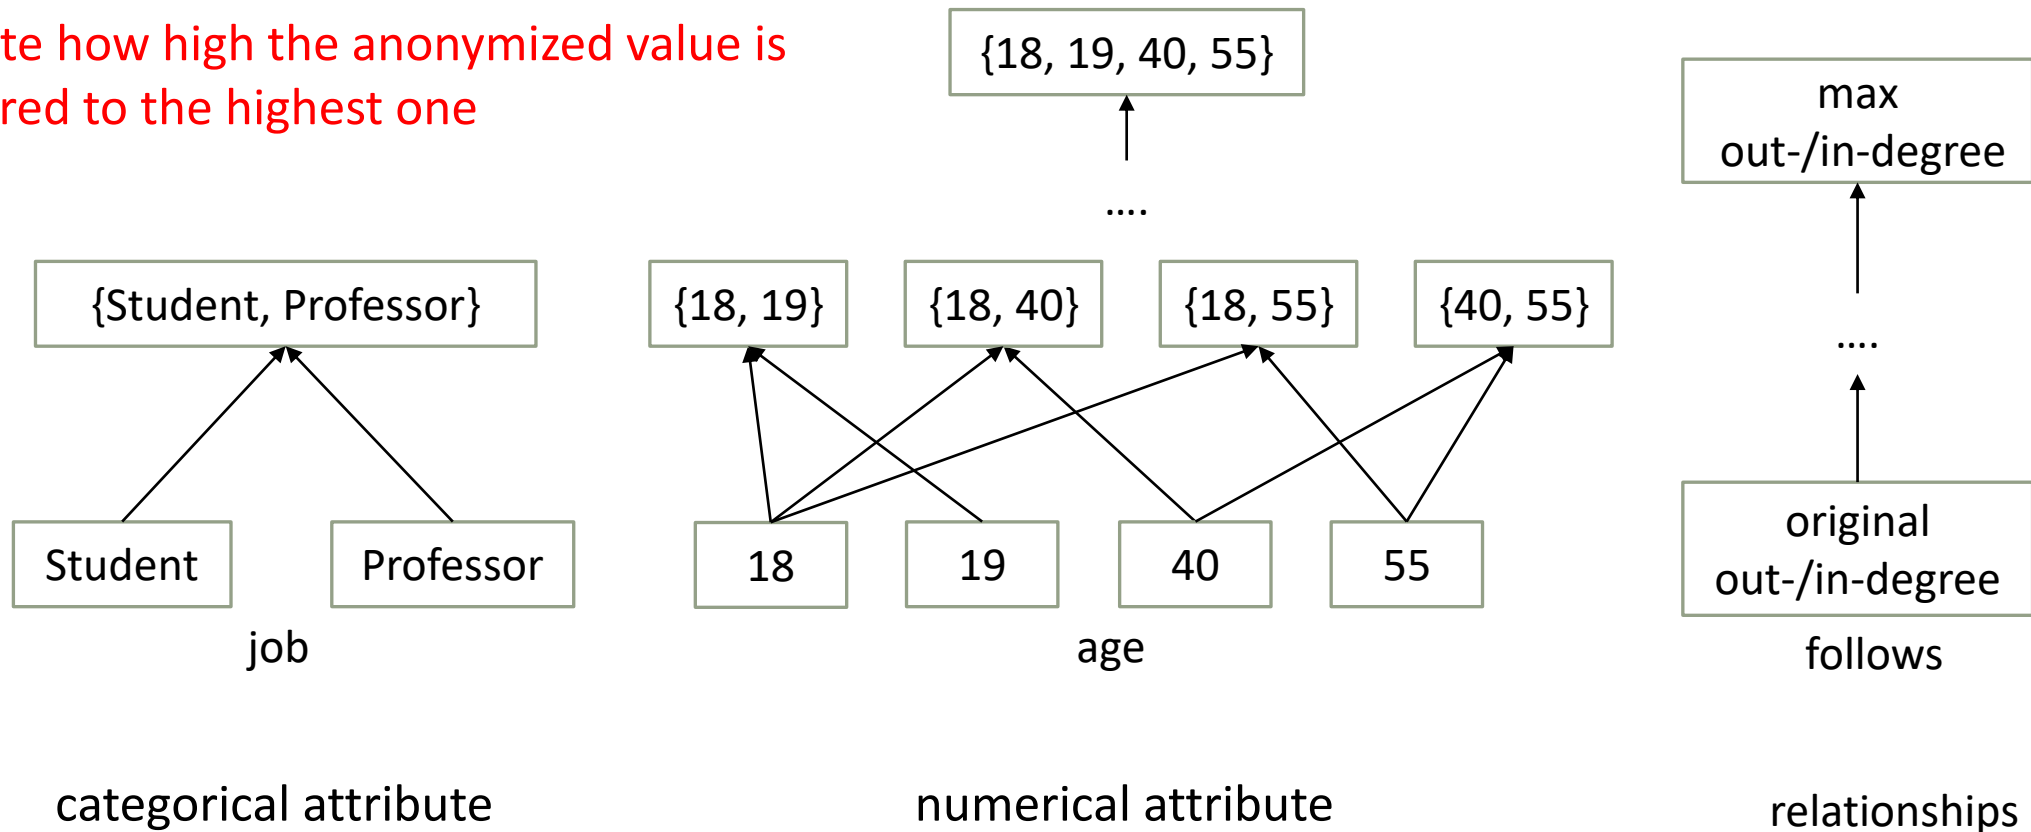 te how high the anonymized value is
red to the highest one
{18, 19, 40, 55}
max
out-/in-degree
....
{Student, Professor}
{18, 19}
{18, 40}
{18, 55}
{40, 55}
....
Student
Professor
18
19
40
55
original
out-/in-degree
job
age
follows
categorical attribute
numerical attribute
relationships